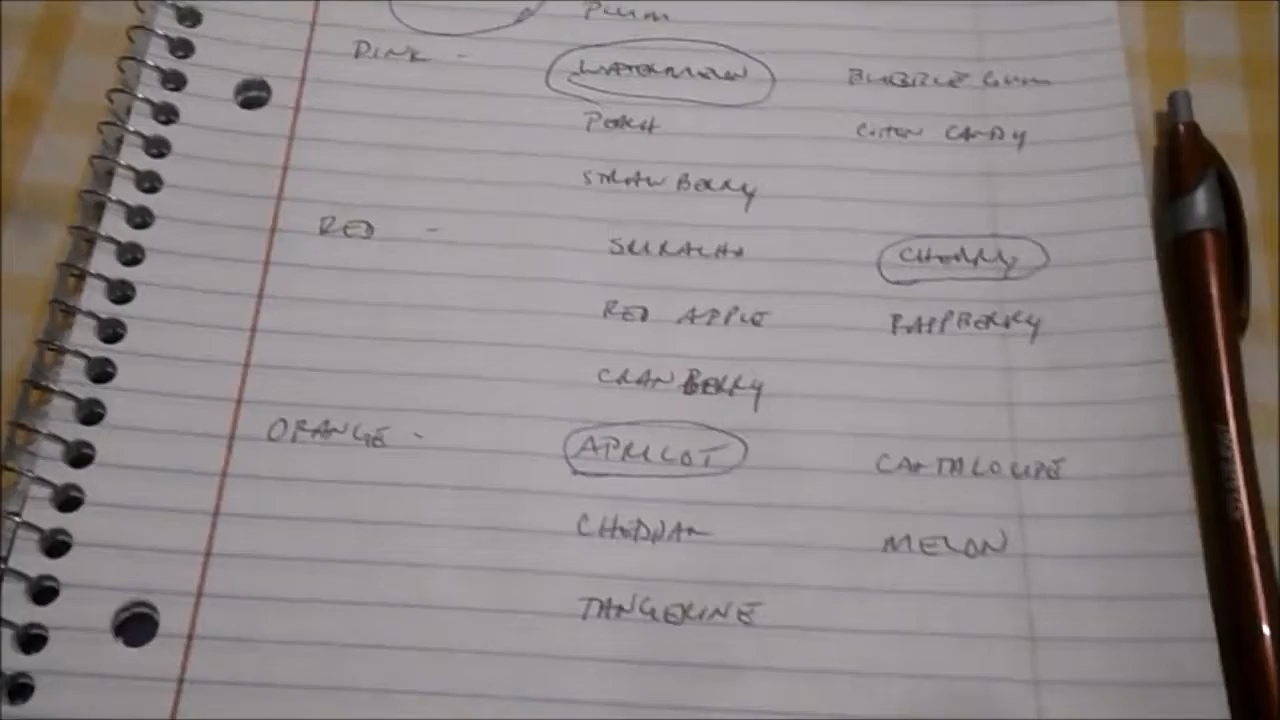 PLUM
PINK - WATERMELON BUBBLE GUM
PEACH COTTON CANDY
STRAWBERRY
RED - SRIRACHA CHERRY
RED APPLE RASPBERRY
CRANBERRY
ORANGE - APRICOT CANTALOUPE
CHEDDAR MELON
TANGERINE